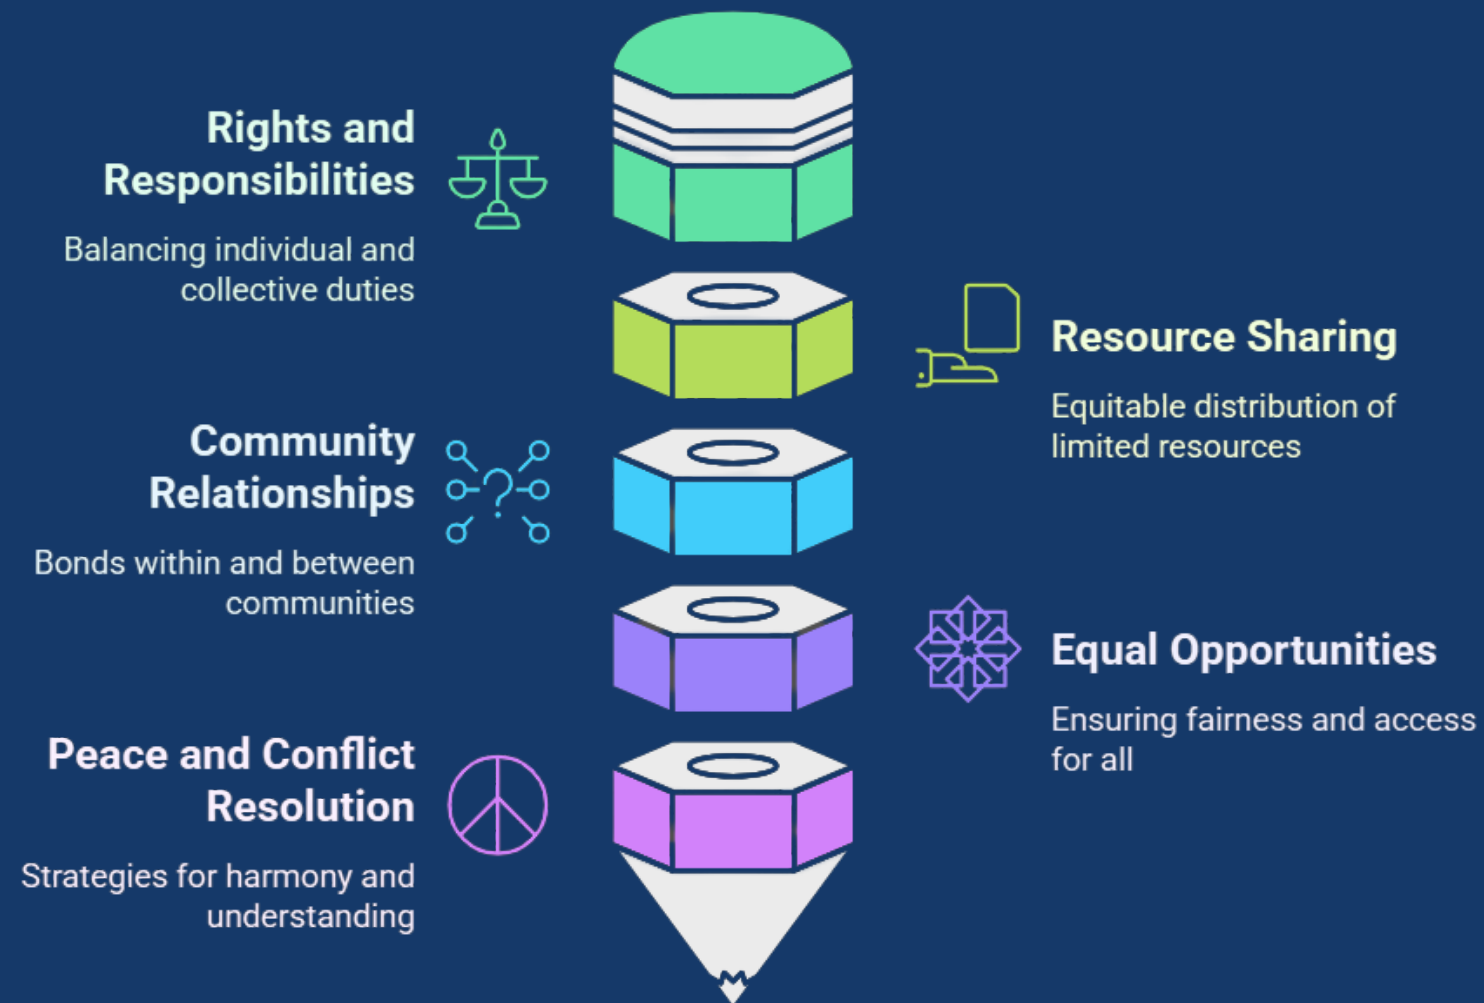 Rights and
Responsibilities
Balancing individual and
collective duties
Resource Sharing
Equitable distribution of
limited resources
Community
Relationships
Bonds within and between
communities
Equal Opportunities
Ensuring fairness and access
for all
Peace and Conflict
Resolution
Strategies for harmony and
understanding